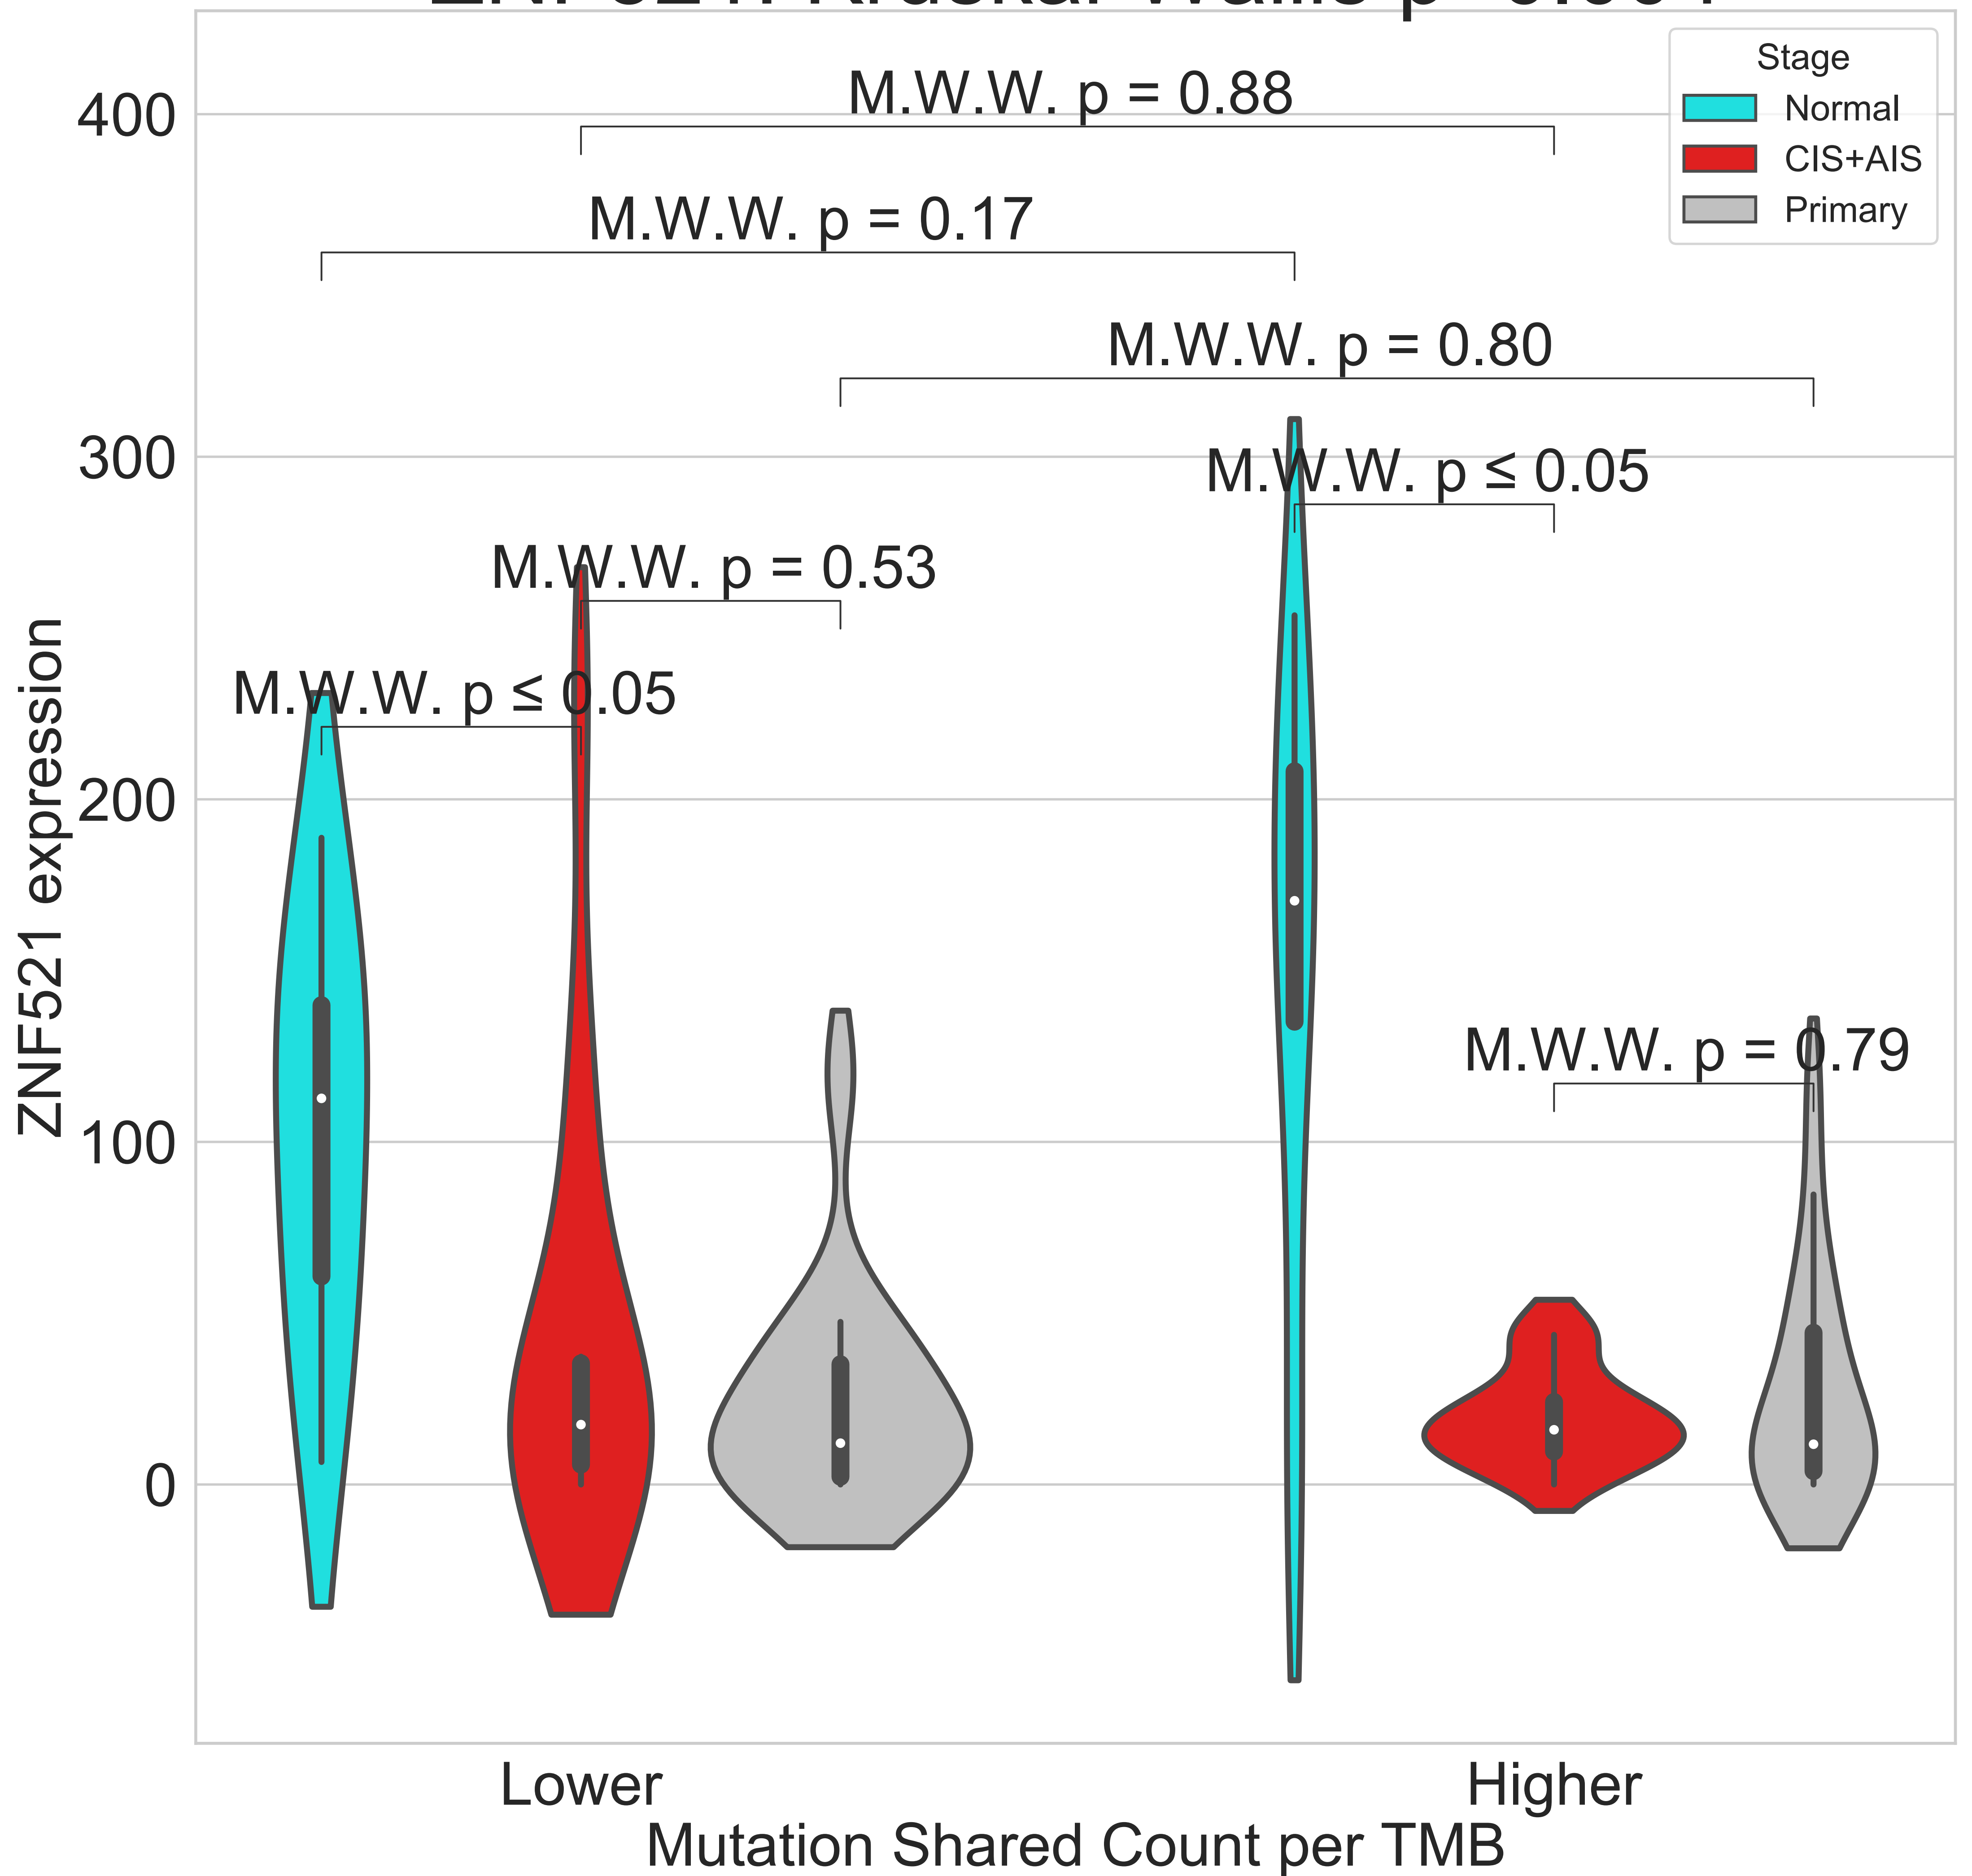 Stage
Normal
CIS+AIS
Primary
M.W.W. p = 0.88
M.W.W. p = 0.17
M.W.W. p = 0.80
M.W.W. p ≤ 0.05
M.W.W. p = 0.53
M.W.W. p ≤ 0.05
M.W.W. p = 0.79
400
300
200
100
0
ZNF521 expression
Lower
Higher
Mutation Shared Count per TMB